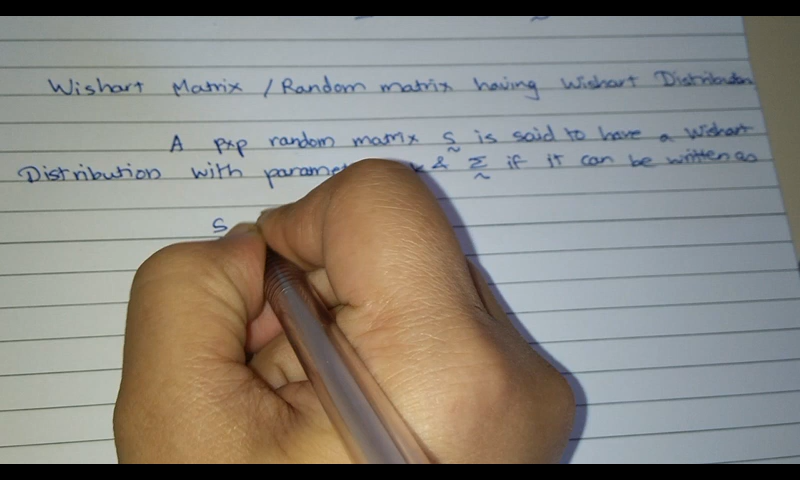 Wishart Matrix / Random matrix having Wishart Distribution
A pxp random matrix S is said to have a Wishart
Distribution with & Σ if it can be written as
S